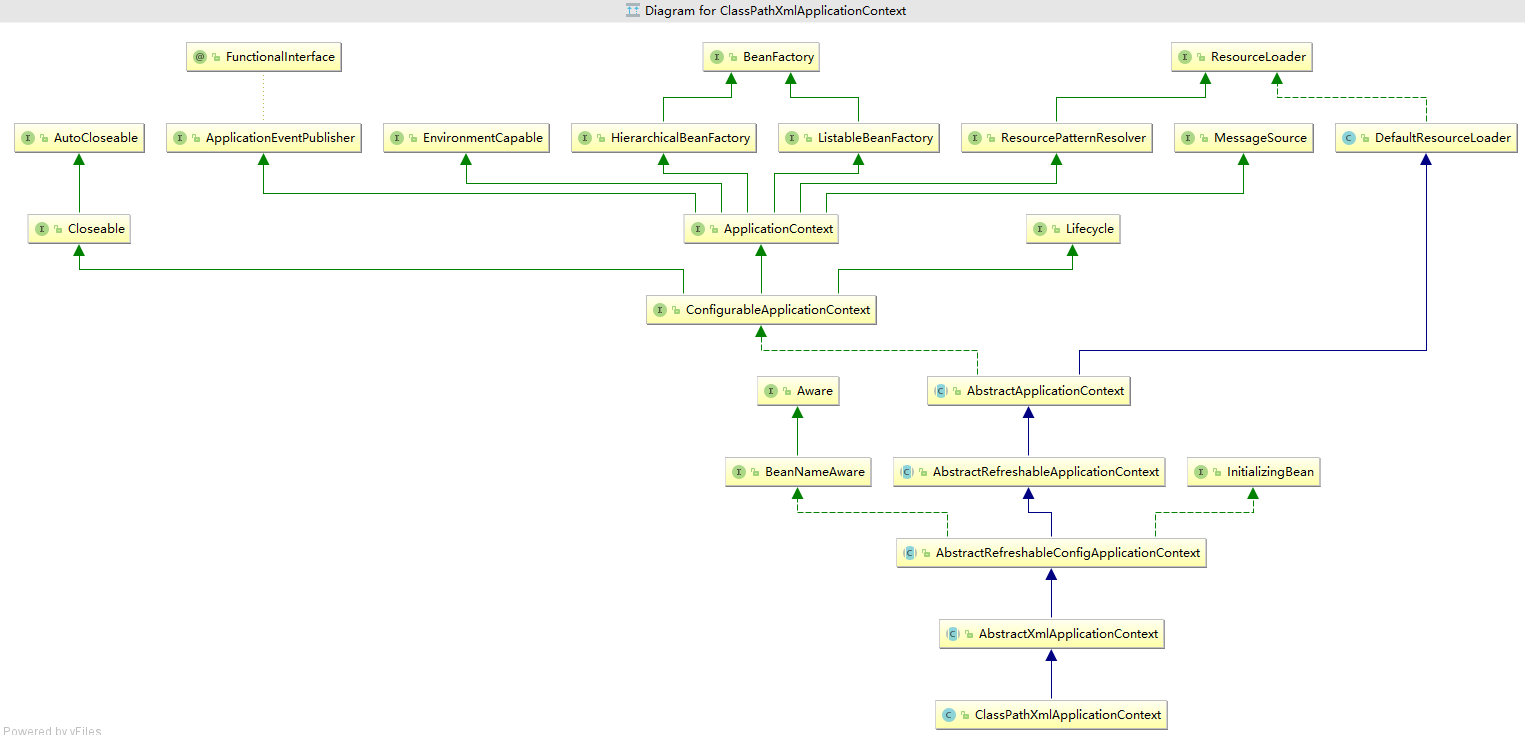 Diagram for ClassPathXmlApplicationContext
FunctionalInterface
BeanFactory
ResourceLoader
AutoCloseable
ApplicationEventPublisher
EnvironmentCapable
HierarchicalBeanFactory
ListableBeanFactory
ResourcePatternResolver
MessageSource
DefaultResourceLoader
Closeable
ApplicationContext
Lifecycle
ConfigurableApplicationContext
Aware
AbstractApplicationContext
BeanNameAware
AbstractRefreshableApplicationContext
InitializingBean
AbstractRefreshableConfigApplicationContext
AbstractXmlApplicationContext
ClassPathXmlApplicationContext
Powered by yFiles